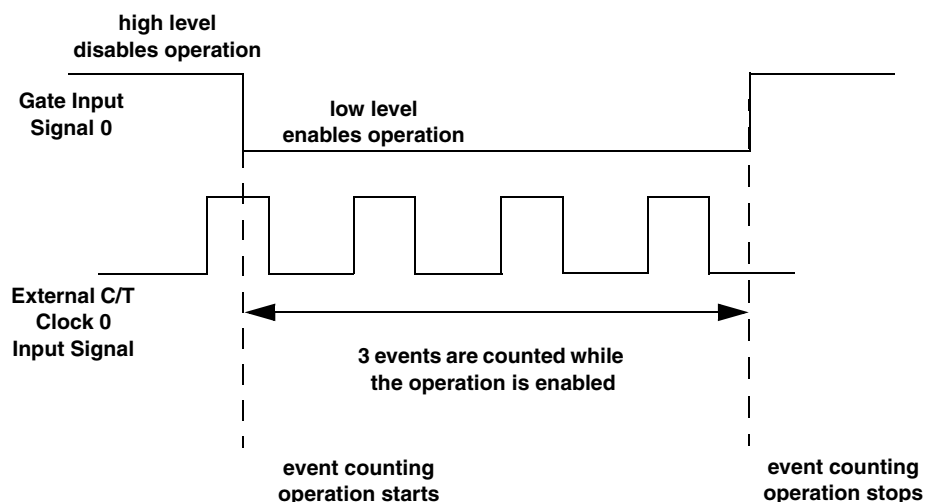 high level
disables operation
Gate Input
Signal 0
low level
enables operation
External C/T
Clock 0
Input Signal
3 events are counted while
the operation is enabled
event counting
operation starts
event counting
operation stops